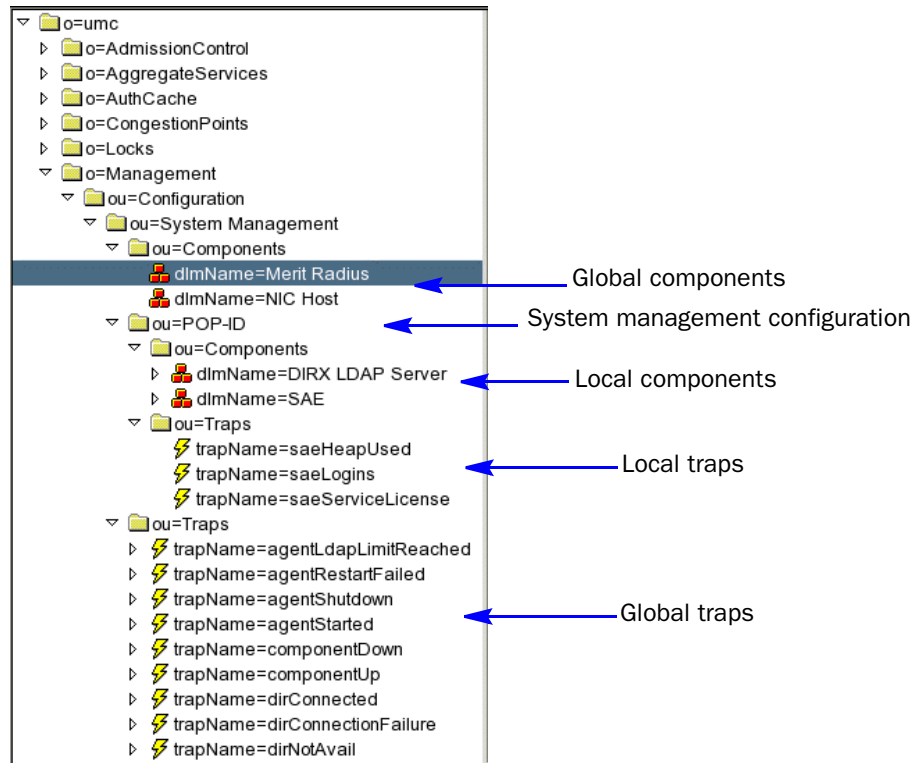 o=umc
o=AdmissionControl
o=AggregateServices
o=AuthCache
o=CongestionPoints
o=Locks
o=Management
ou=Configuration
ou=System Management
ou=Components
dlmName=Merit Radius
Global components
dlmName=NIC Host
ou=POP-ID
System management configuration
ou=Components
dlmName=DIRX LDAP Server
Local components
dlmName=SAE
ou=Traps
trapName=saeHeapUsed
trapName=saeLogins
Local traps
trapName=saeServiceLicense
ou=Traps
trapName=agentLdapLimitReached
trapName=agentRestartFailed
trapName=agentShutdown
Global traps
trapName=agentStarted
trapName=componentDown
trapName=componentUp
trapName=dirConnected
trapName=dirConnectionFailure
trapName=dirNotAvail